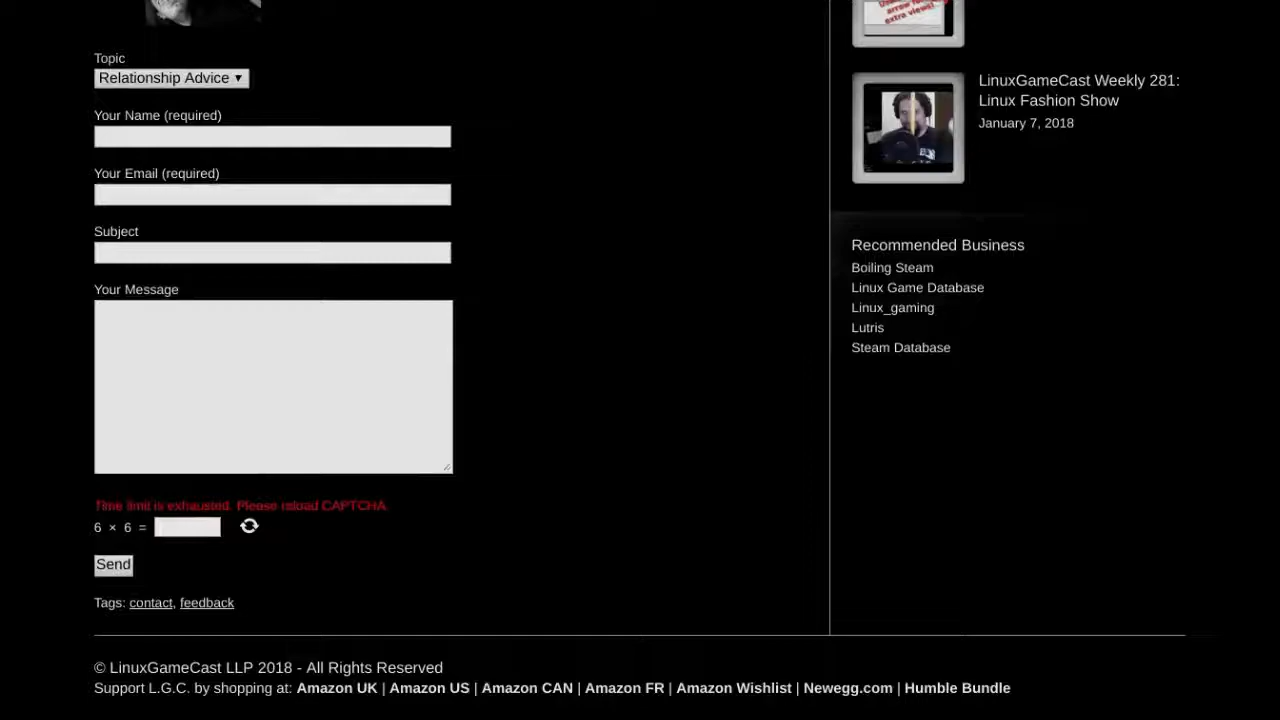 arrow
extra views!
Topic
Relationship Advice ▾
Your Name (required)
Your Email (required)
Subject
Your Message
Time limit is exhausted. Please reload CAPTCHA.
6 × 6 =
Send
Tags: contact, feedback
LinuxGameCast Weekly 281:
Linux Fashion Show
January 7, 2018
Recommended Business
Boiling Steam
Linux Game Database
Linux_gaming
Lutris
Steam Database
© LinuxGameCast LLP 2018 - All Rights Reserved
Support L.G.C. by shopping at: Amazon UK | Amazon US | Amazon CAN | Amazon FR | Amazon Wishlist | Newegg.com | Humble Bundle